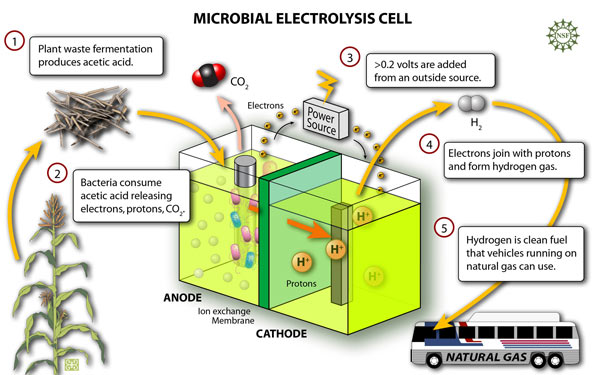 MICROBIAL ELECTROLYSIS CELL
NSF
1
Plant waste fermentation
produces acetic acid.
CO2
Electrons
Power
Source
3
>0.2 volts are added
from an outside source.
H2
2
Bacteria consume
acetic acid releasing
electrons, protons, CO2.
4
Electrons join with protons
and form hydrogen gas.
H+
H+
H+
H+
Protons
5
Hydrogen is clean fuel
that vehicles running on
natural gas can use.
ANODE
Ion exchange
Membrane
CATHODE
NATURAL GAS